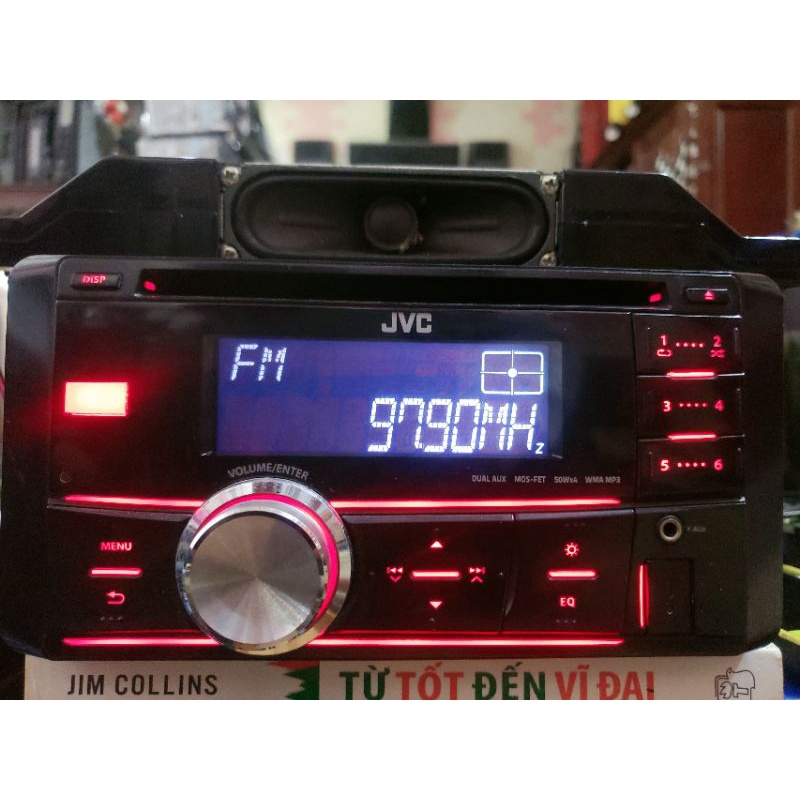 DISP
JVC
1 2
FM
97.90MHz
3 4
5 6
VOLUME/ENTER
DUAL AUX MOS-FET 50Wx4 WMA MP3
MENU
F-AUX
EQ
JIM COLLINS TỪ TỐT ĐẾN VĨ ĐẠI